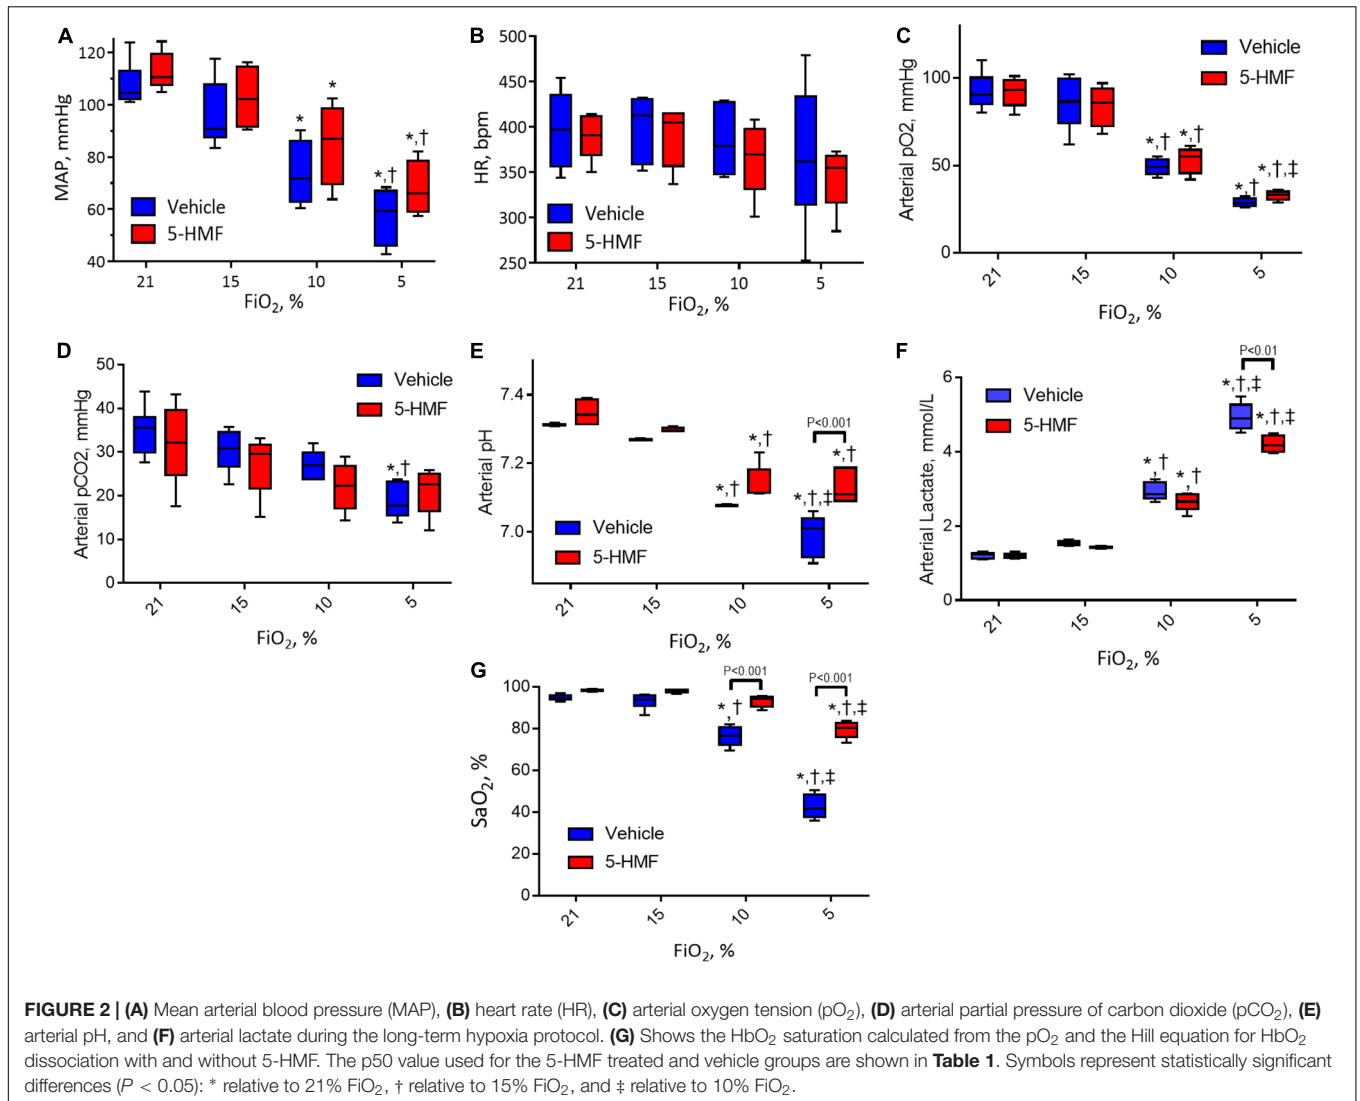 A
120
100
80
60
40
MAP, mmHg
*
*
*,†
*,†
Vehicle
5-HMF
21 15 10 5
FiO2, %
B
500
450
400
350
300
250
HR, bpm
Vehicle
5-HMF
21 15 10 5
FiO2, %
C
100
50
0
Arterial pO2, mmHg
Vehicle
5-HMF
*,† *,†
*,† *,†,‡
21 15 10 5
FiO2, %
D
50
40
30
20
10
0
Arterial pCO2, mmHg
Vehicle
5-HMF
*,†
21 15 10 5
FiO2, %
E
7.4
7.2
7.0
Arterial pH
P<0.001
*,† *,†
*,†,‡ *,†
Vehicle
5-HMF
21 15 10 5
FiO2, %
F
6
4
2
0
Arterial Lactate, mmol/L
Vehicle
5-HMF
P<0.01
*,†,‡
*,†,‡
*,†
*,†
21 15 10 5
FiO2, %
G
100
80
60
40
20
0
SaO2, %
P<0.001
P<0.001
*,†
*,†,‡
*,†,‡
Vehicle
5-HMF
21 15 10 5
FiO2, %
FIGURE 2 | (A) Mean arterial blood pressure (MAP), (B) heart rate (HR), (C) arterial oxygen tension (pO2), (D) arterial partial pressure of carbon dioxide (pCO2), (E)
arterial pH, and (F) arterial lactate during the long-term hypoxia protocol. (G) Shows the HbO2 saturation calculated from the pO2 and the Hill equation for HbO2
dissociation with and without 5-HMF. The p50 value used for the 5-HMF treated and vehicle groups are shown in Table 1. Symbols represent statistically significant
differences (P < 0.05): * relative to 21% FiO2, † relative to 15% FiO2, and ‡ relative to 10% FiO2.